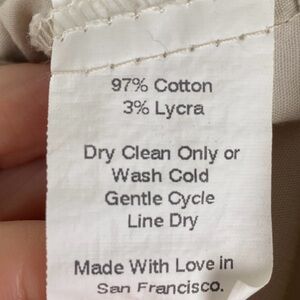 97% Cotton
3% Lycra
Dry Clean Only or
Wash Cold
Gentle Cycle
Line Dry
Made With Love in
San Francisco.